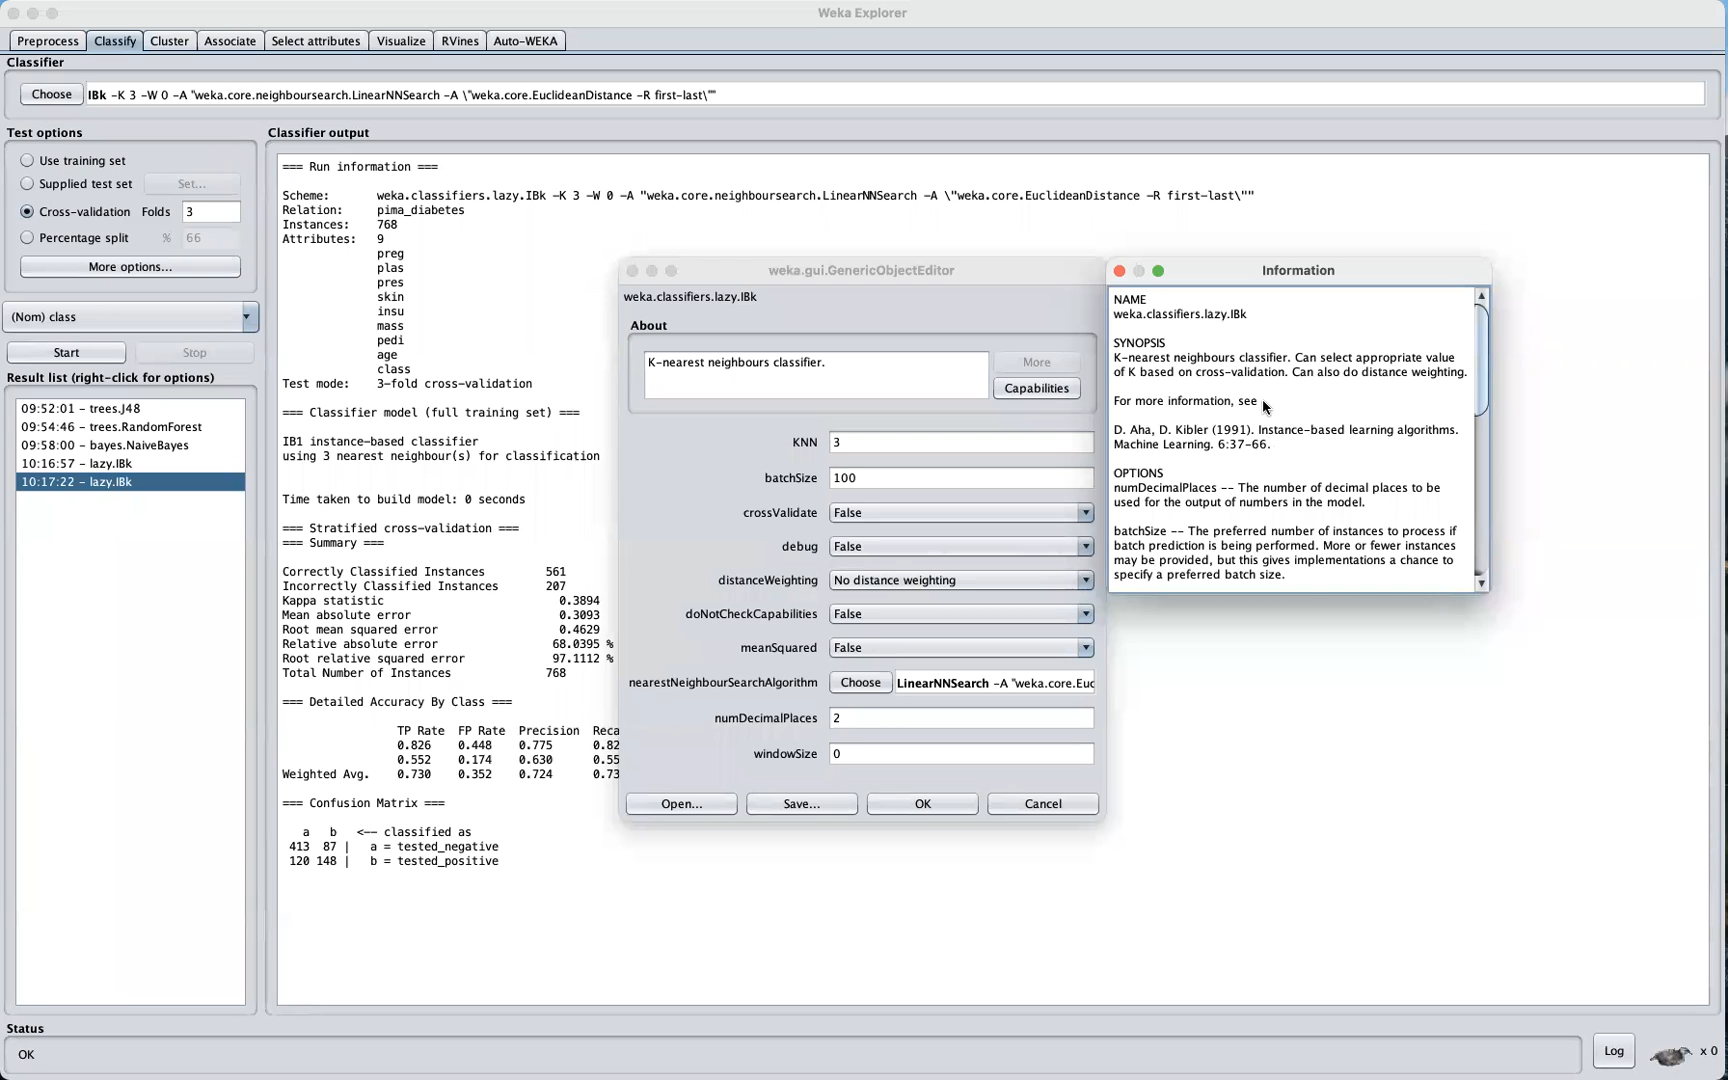 Weka Explorer
Preprocess Classify Cluster Associate Select attributes Visualize RVines Auto-WEKA
Classifier
Choose IBk -K 3 -W 0 -A "weka.core.neighboursearch.LinearNNSearch -A \"weka.core.EuclideanDistance -R first-last\""
Test options
Use training set
Supplied test set Set...
Cross-validation Folds 3
Percentage split % 66
More options...
(Nom) class
Start Stop
Result list (right-click for options)
09:52:01 - trees.J48
09:54:46 - trees.RandomForest
09:58:00 - bayes.NaiveBayes
10:16:57 - lazy.IBk
10:17:22 - lazy.IBk
Classifier output
=== Run information ===
Scheme: weka.classifiers.lazy.IBk -K 3 -W 0 -A "weka.core.neighboursearch.LinearNNSearch -A \"weka.core.EuclideanDistance -R first-last\""
Relation: pima_diabetes
Instances: 768
Attributes: 9
preg
plas
pres
skin
insu
mass
pedi
age
class
Test mode: 3-fold cross-validation
=== Classifier model (full training set) ===
IB1 instance-based classifier
using 3 nearest neighbour(s) for classification
Time taken to build model: 0 seconds
=== Stratified cross-validation ===
=== Summary ===
Correctly Classified Instances 561
Incorrectly Classified Instances 207
Kappa statistic 0.3894
Mean absolute error 0.3093
Root mean squared error 0.4629
Relative absolute error 68.0395 %
Root relative squared error 97.1112 %
Total Number of Instances 768
=== Detailed Accuracy By Class ===
TP Rate FP Rate Precision Reca
0.826 0.448 0.775 0.82
0.552 0.174 0.630 0.55
Weighted Avg. 0.730 0.352 0.724 0.73
=== Confusion Matrix ===
a b <-- classified as
413 87 | a = tested_negative
120 148 | b = tested_positive
weka.gui.GenericObjectEditor
weka.classifiers.lazy.IBk
About
K-nearest neighbours classifier.
More
Capabilities
KNN 3
batchSize 100
crossValidate False
debug False
distanceWeighting No distance weighting
doNotCheckCapabilities False
meanSquared False
nearestNeighbourSearchAlgorithm Choose LinearNNSearch -A "weka.core.Euc
numDecimalPlaces 2
windowSize 0
Open... Save... OK Cancel
Information
NAME
weka.classifiers.lazy.IBk
SYNOPSIS
K-nearest neighbours classifier. Can select appropriate value
of K based on cross-validation. Can also do distance weighting.
For more information, see
D. Aha, D. Kibler (1991). Instance-based learning algorithms.
Machine Learning. 6:37-66.
OPTIONS
numDecimalPlaces -- The number of decimal places to be
used for the output of numbers in the model.
batchSize -- The preferred number of instances to process if
batch prediction is being performed. More or fewer instances
may be provided, but this gives implementations a chance to
specify a preferred batch size.
Status
OK
Log x 0